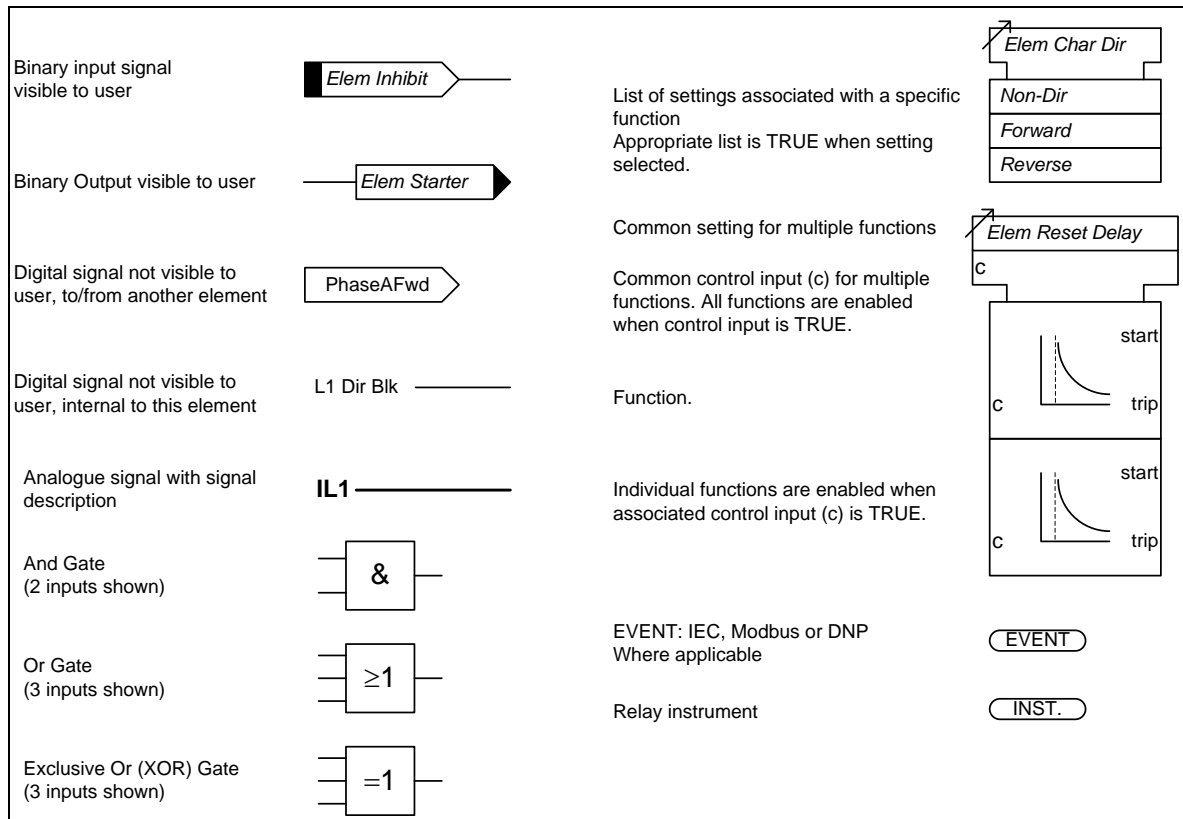 Binary input signal
visible to user
Elem Inhibit
Binary Output visible to user
Elem Starter
Digital signal not visible to
user, to/from another element
PhaseAFwd
Digital signal not visible to
user, internal to this element
L1 Dir Blk
Analogue signal with signal
description
IL1
And Gate
(2 inputs shown)
&
Or Gate
(3 inputs shown)
≥1
Exclusive Or (XOR) Gate
(3 inputs shown)
=1
List of settings associated with a specific
function
Appropriate list is TRUE when setting
selected.
Elem Char Dir
Non-Dir
Forward
Reverse
Common setting for multiple functions
Elem Reset Delay
c
Common control input (c) for multiple
functions. All functions are enabled
when control input is TRUE.
Function.
start
c
trip
Individual functions are enabled when
associated control input (c) is TRUE.
start
c
trip
EVENT: IEC, Modbus or DNP
Where applicable
EVENT
Relay instrument
INST.